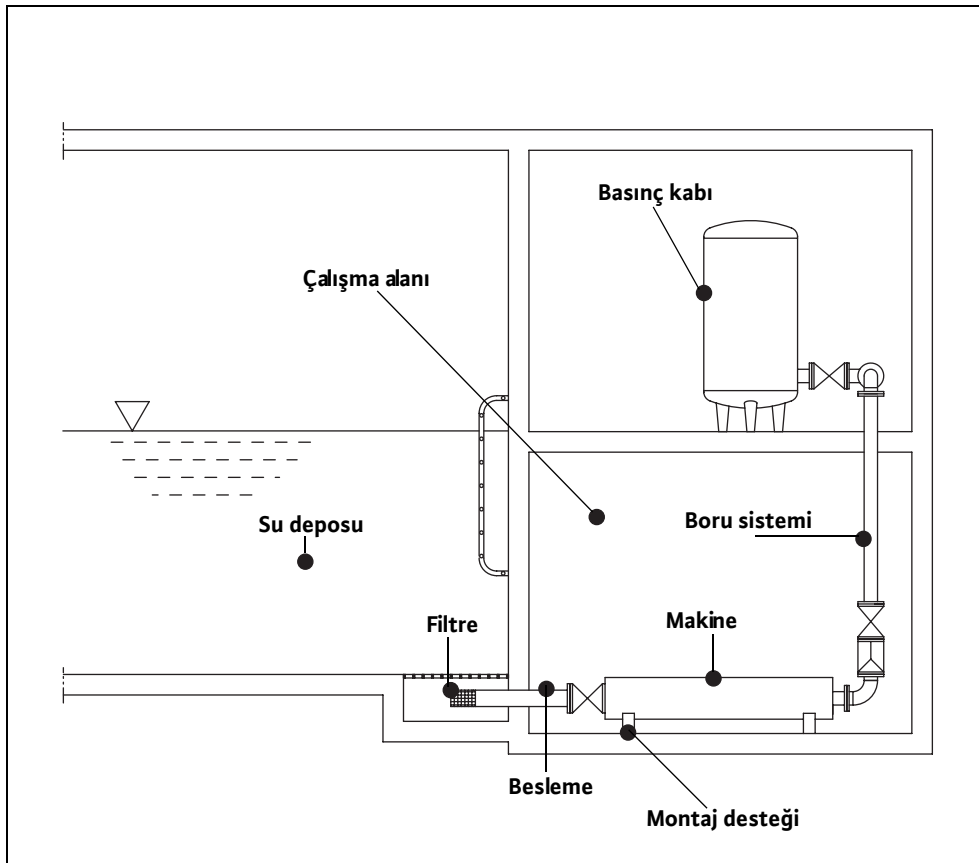 Basınç kabı
Çalışma alanı
Su deposu
Boru sistemi
Filtre
Makine
Besleme
Montaj desteği